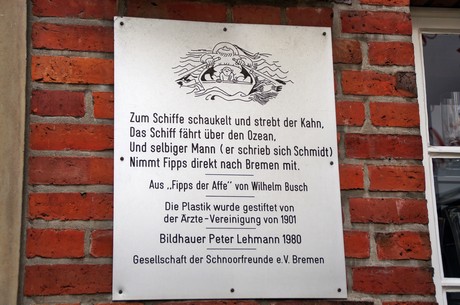 Zum Schiffe schaukelt und strebt der Kahn,
Das Schiff fährt über den Ozean,
Und selbiger Mann (er schrieb sich Schmidt)
Nimmt Fipps direkt nach Bremen mit.
Aus „Fipps der Affe" von Wilhelm Busch
Die Plastik wurde gestiftet von
der Ärzte-Vereinigung von 1901
Bildhauer Peter Lehmann 1980
Gesellschaft der Schnoorfreunde e.V. Bremen